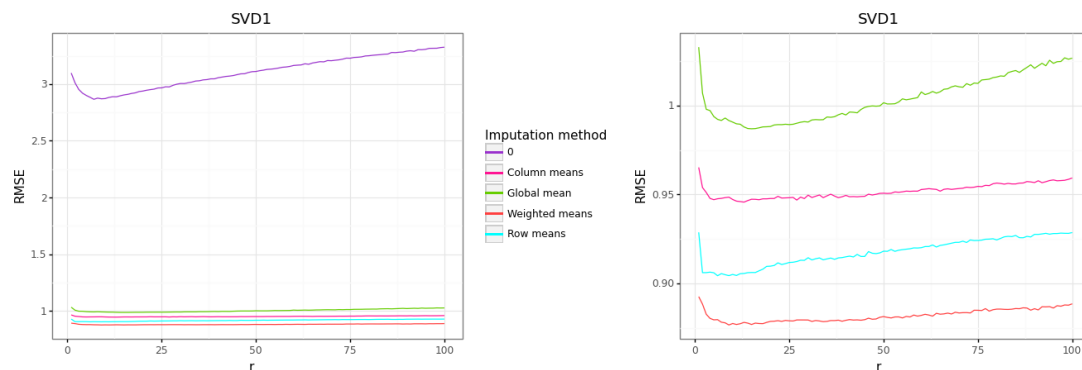 SVD1
3
2.5
2
1.5
1
RMSE
0
25
50
75
100
r
Imputation method
0
Column means
Global mean
Weighted means
Row means
SVD1
1
0.95
0.90
RMSE
0
25
50
75
100
r